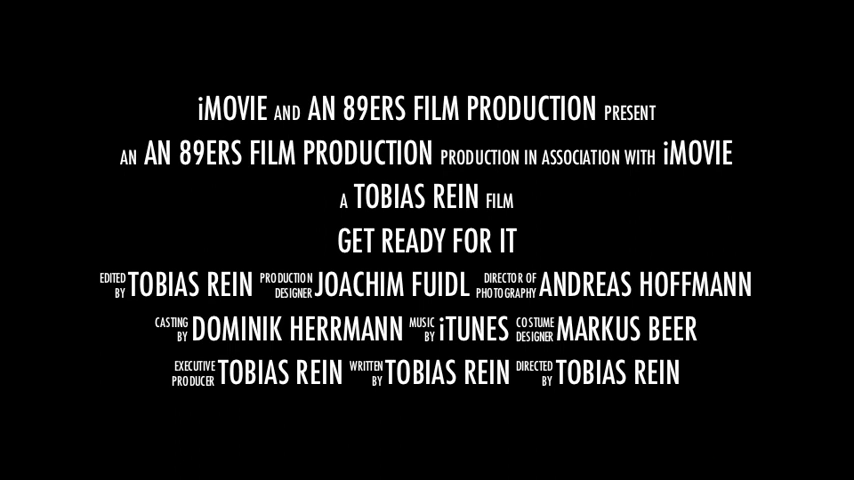 iMOVIE AND AN 89ERS FILM PRODUCTION PRESENT
AN AN 89ERS FILM PRODUCTION PRODUCTION IN ASSOCIATION WITH iMOVIE
A TOBIAS REIN FILM
GET READY FOR IT
EDITED BY TOBIAS REIN PRODUCTION DESIGNER JOACHIM FUIDL DIRECTOR OF PHOTOGRAPHY ANDREAS HOFFMANN
CASTING BY DOMINIK HERRMANN MUSIC BY iTUNES COSTUME DESIGNER MARKUS BEER
EXECUTIVE PRODUCER TOBIAS REIN WRITTEN BY TOBIAS REIN DIRECTED BY TOBIAS REIN